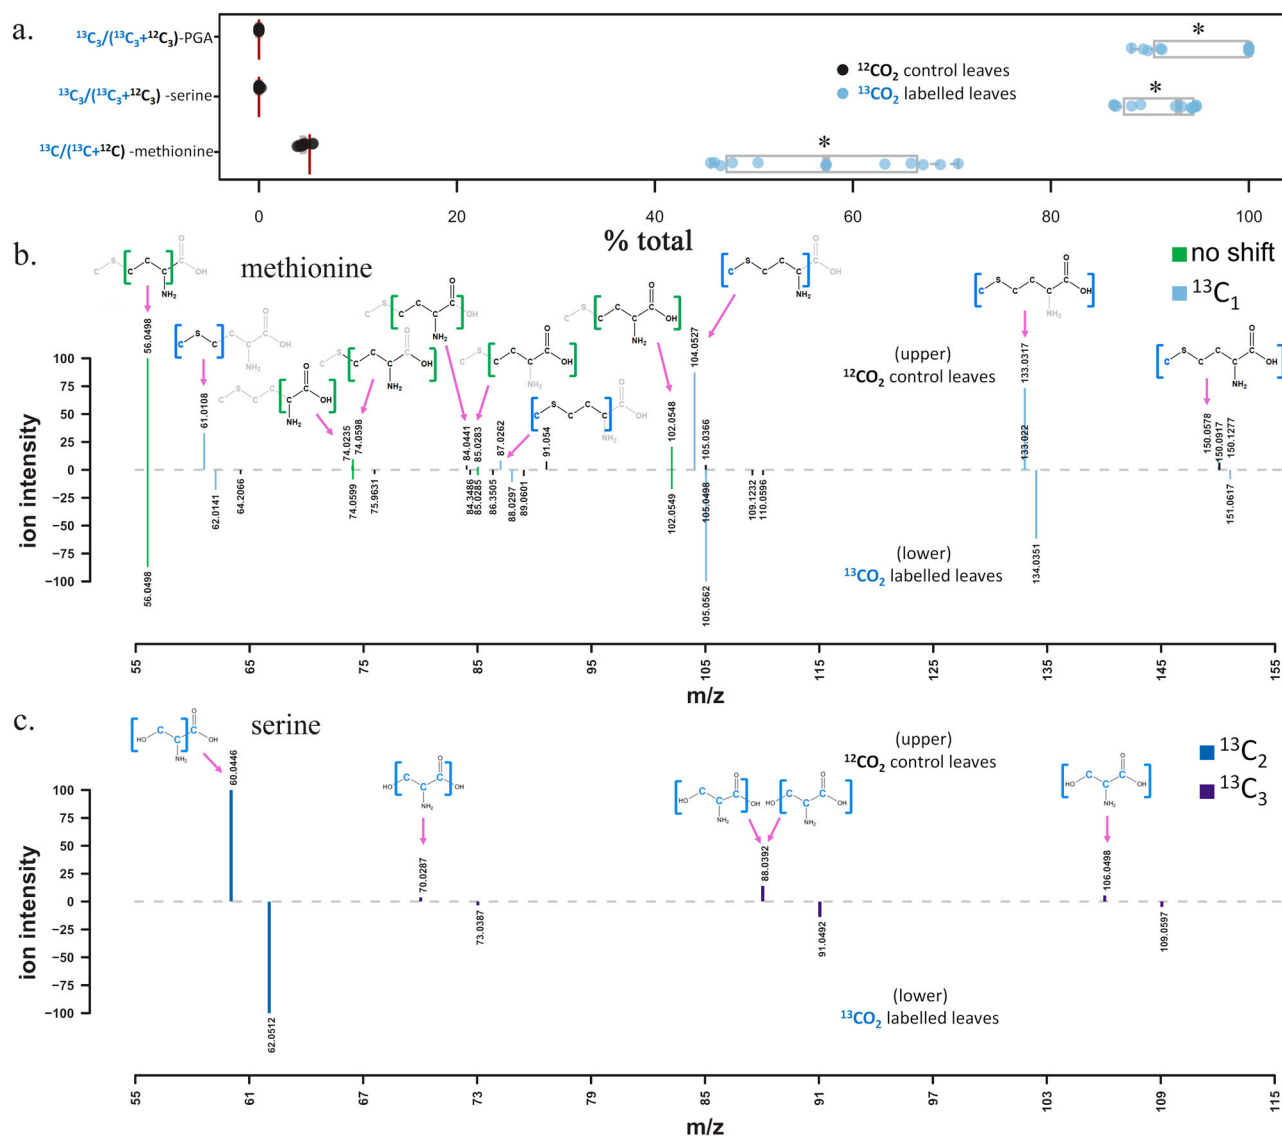 a.
¹³C₃/(¹³C₃+¹²C₃)-PGA
¹³C₃/(¹³C₃+¹²C₃) -serine
¹³C/(¹³C+¹²C) -methionine
*
*
*
¹²CO₂ control leaves
¹³CO₂ labelled leaves
0 20 40 60 80 100
% total
b.
methionine
no shift
¹³C₁
(upper)
¹²CO₂ control leaves
(lower)
¹³CO₂ labelled leaves
ion intensity
100
75
50
25
0
−25
−50
−75
−100
56.0498
61.0108
74.0235
74.0598
84.0441
85.0283
87.0262
91.054
102.0548
104.0527
105.0366
133.0317
133.022
150.0578
150.0917
150.1277
56.0498
62.0141
64.2066
74.0599
75.9631
84.3486
85.0285
86.3505
88.0297
89.0601
102.0549
105.0498
105.0562
109.1232
110.0596
134.0351
151.0617
55 65 75 85 95 105 115 125 135 145 155
m/z
c.
serine
¹³C₂
¹³C₃
(upper)
¹²CO₂ control leaves
(lower)
¹³CO₂ labelled leaves
ion intensity
100
75
50
25
0
−25
−50
−75
−100
60.0446
70.0287
88.0392
106.0498
62.0512
73.0387
91.0492
109.0597
55 61 67 73 79 85 91 97 103 109 115
m/z